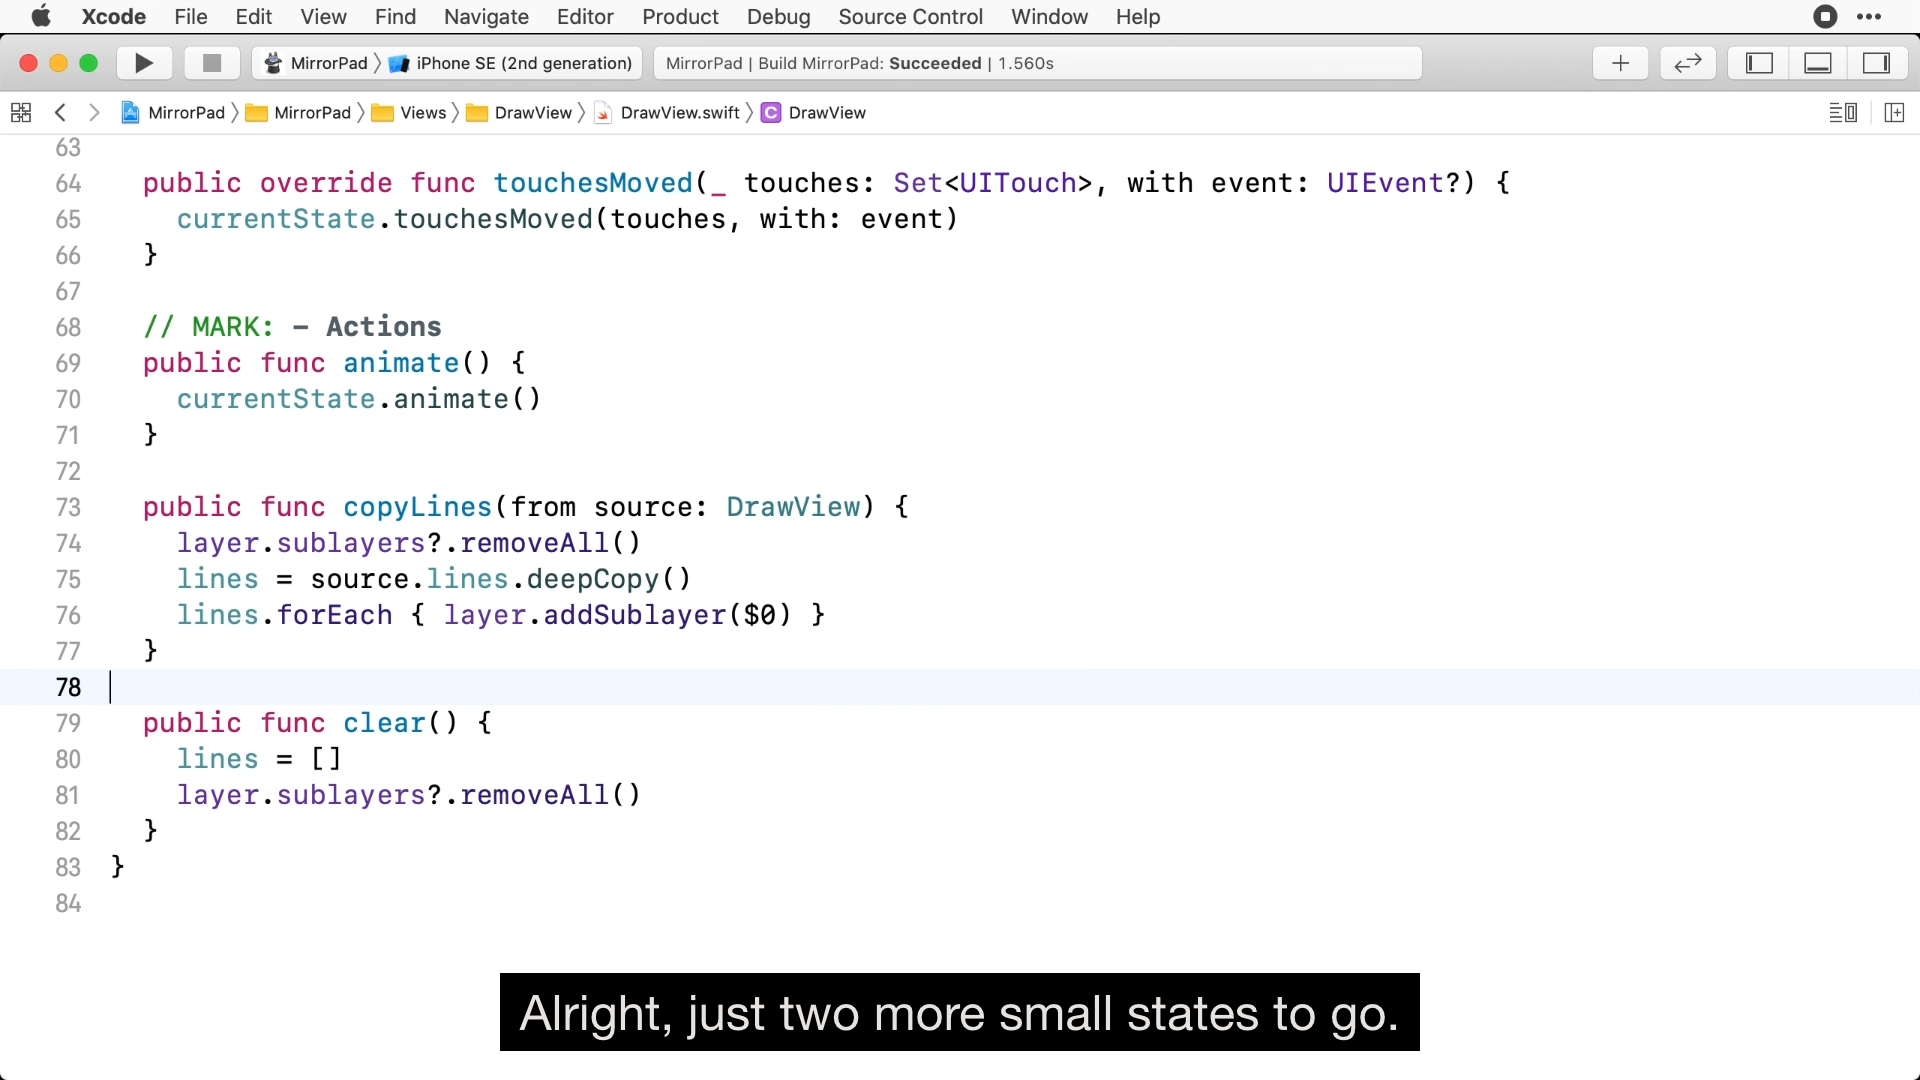 Xcode File Edit View Find Navigate Editor Product Debug Source Control Window Help
MirrorPad iPhone SE (2nd generation) MirrorPad | Build MirrorPad: Succeeded | 1.560s
MirrorPad MirrorPad Views DrawView DrawView.swift C DrawView
63
64 public override func touchesMoved(_ touches: Set<UITouch>, with event: UIEvent?) {
65 currentState.touchesMoved(touches, with: event)
66 }
67
68 // MARK: - Actions
69 public func animate() {
70 currentState.animate()
71 }
72
73 public func copyLines(from source: DrawView) {
74 layer.sublayers?.removeAll()
75 lines = source.lines.deepCopy()
76 lines.forEach { layer.addSublayer($0) }
77 }
78
79 public func clear() {
80 lines = []
81 layer.sublayers?.removeAll()
82 }
83 }
84
Alright, just two more small states to go.